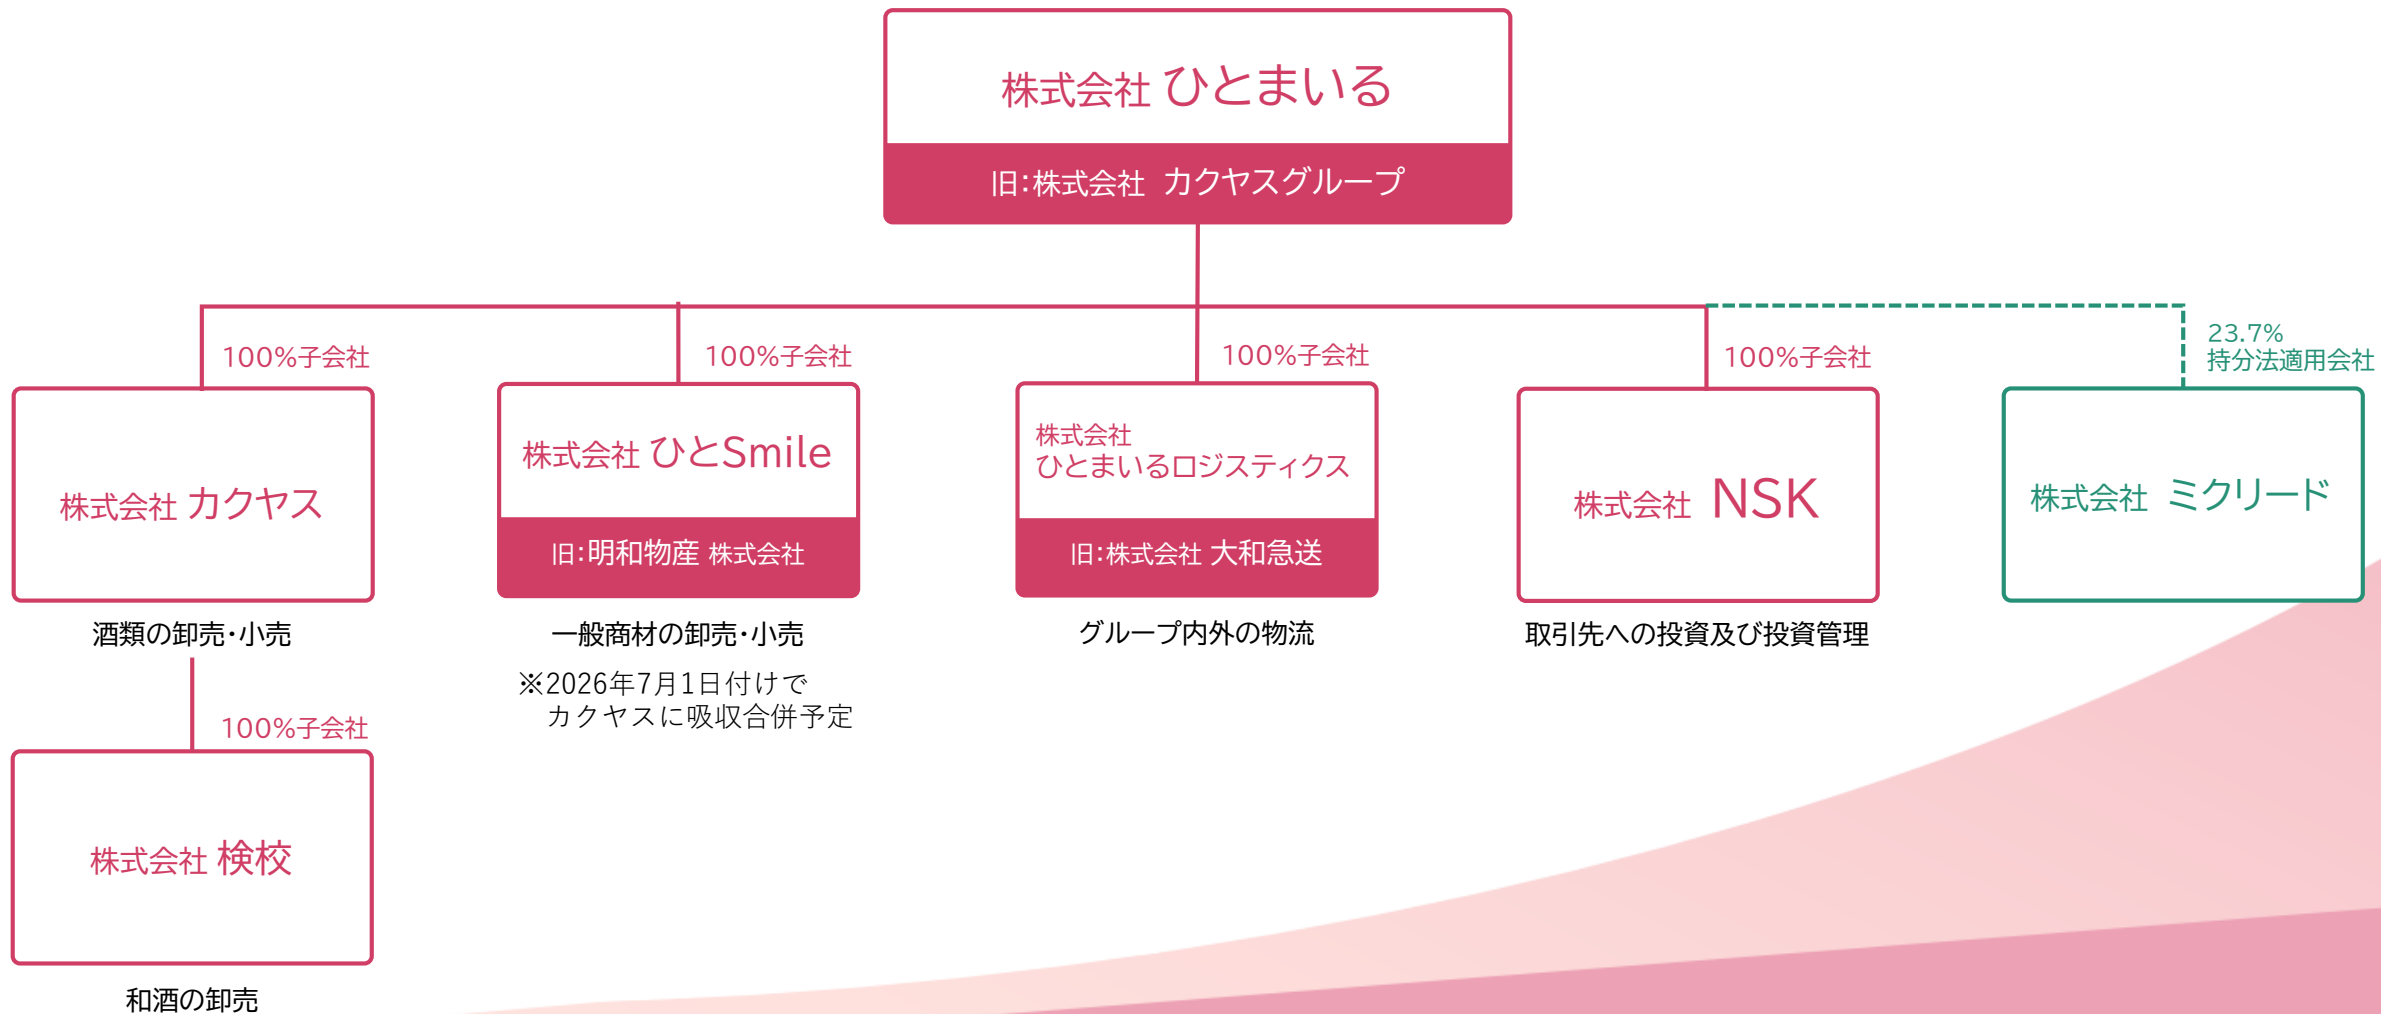 株式会社 ひとまいる
旧：株式会社 カクヤスグループ
100%子会社
株式会社 カクヤス
酒類の卸売・小売
100%子会社
株式会社 検校
和酒の卸売
100%子会社
株式会社 ひとSmile
旧：明和物産 株式会社
一般商材の卸売・小売
※2026年7月1日付けで
カクヤスに吸収合併予定
100%子会社
株式会社
ひとまいるロジスティクス
旧：株式会社 大和急送
グループ内外の物流
100%子会社
株式会社 NSK
取引先への投資及び投資管理
23.7%
持分法適用会社
株式会社 ミクリード